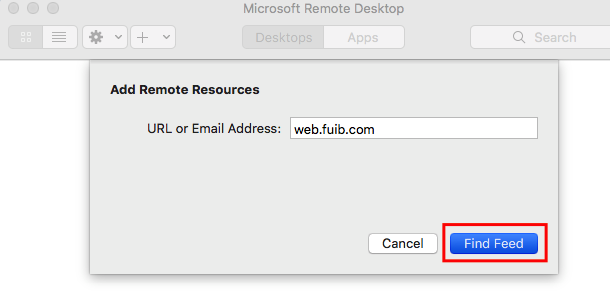 Microsoft Remote Desktop
Desktops Apps Search
Add Remote Resources
URL or Email Address: web.fuib.com
Cancel Find Feed